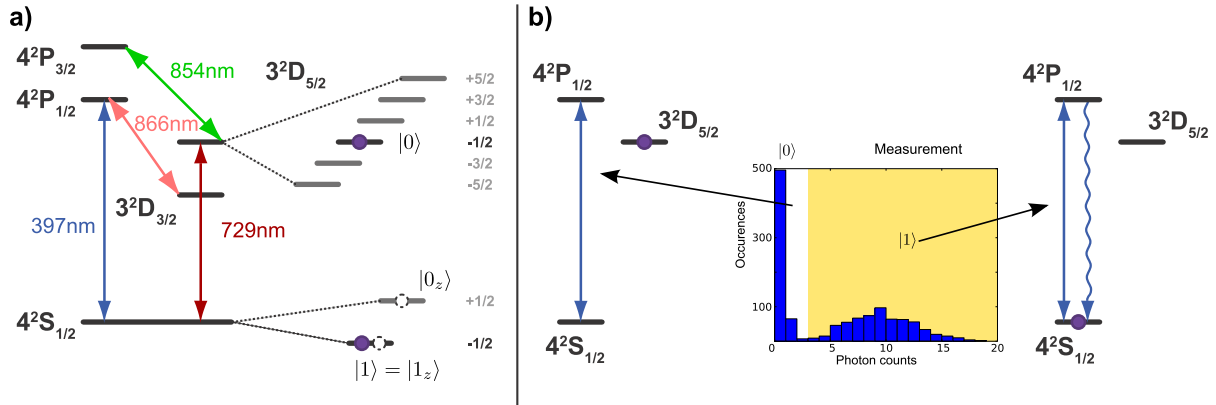 a)
4²P3/2
854nm
3²D5/2
+5/2
4²P1/2
+3/2
866nm
+1/2
|0⟩
-1/2
-3/2
-5/2
3²D3/2
397nm
729nm
|0z⟩
+1/2
4²S1/2
-1/2
|1⟩ = |1z⟩
b)
4²P1/2
3²D5/2
4²S1/2
|0⟩
Measurement
500
300
100
0
5
10
15
20
Occurences
Photon counts
|1⟩
4²P1/2
3²D5/2
4²S1/2